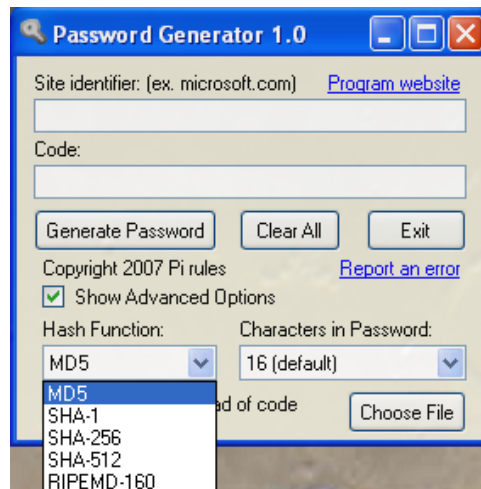 Password Generator 1.0
Site identifier: (ex. microsoft.com) Program website
Code:
Generate Password Clear All Exit
Copyright 2007 Pi rules Report an error
Show Advanced Options
Hash Function: Characters in Password:
MD5 16 (default)
MD5
SHA-1 ad of code Choose File
SHA-256
SHA-512
RIPEMD-160